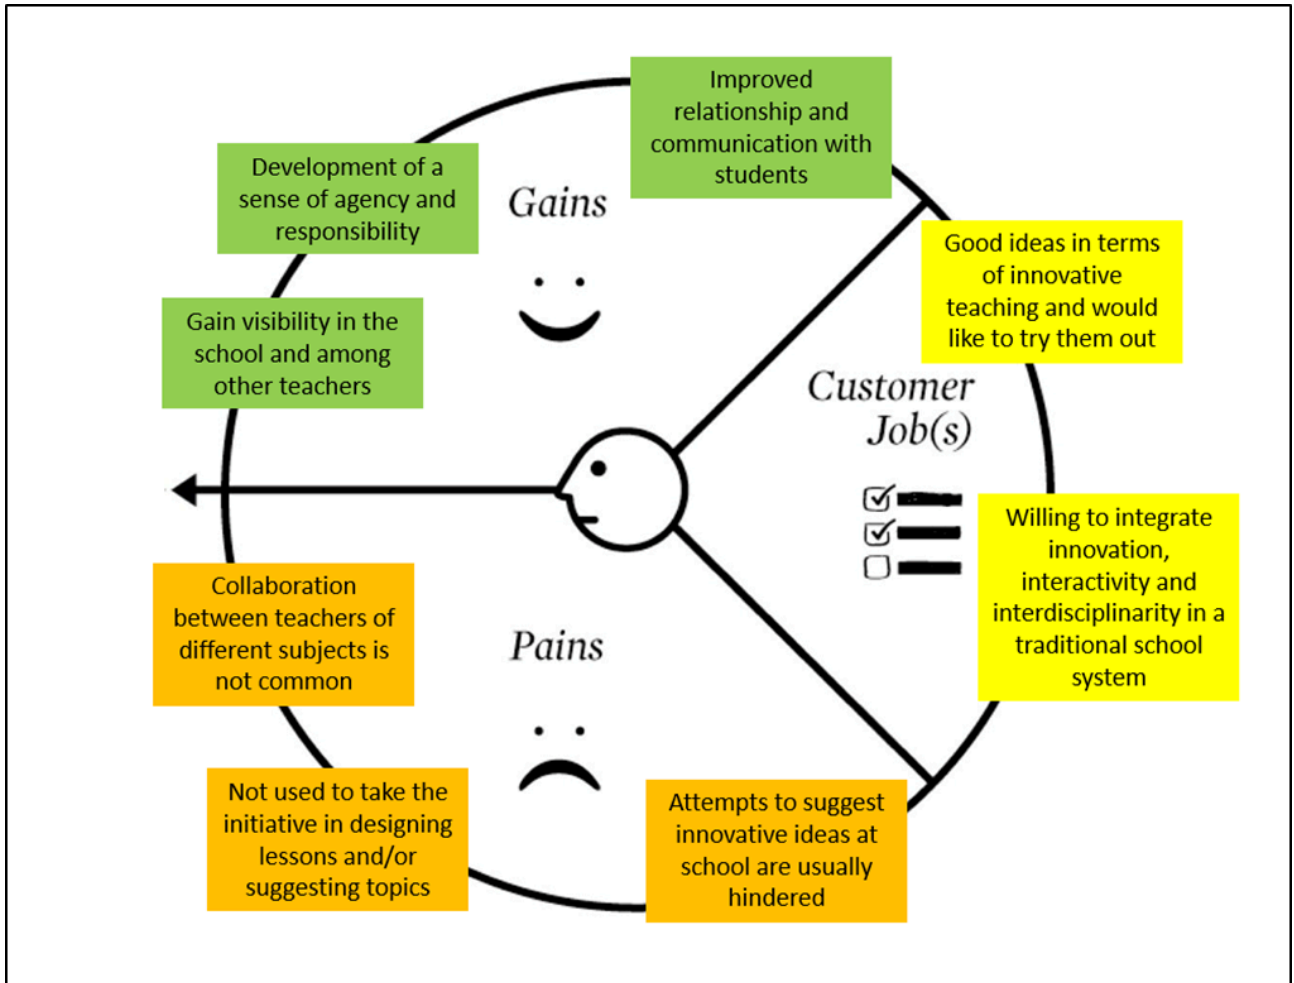 Improved
relationship and
communication with
students
Development of a
sense of agency and
responsibility
Gains
Gain visibility in the
school and among
other teachers
Good ideas in terms
of innovative
teaching and would
like to try them out
Customer
Job(s)
Willing to integrate
innovation,
interactivity and
interdisciplinarity in a
traditional school
system
Collaboration
between teachers of
different subjects is
not common
Pains
Not used to take the
initiative in designing
lessons and/or
suggesting topics
Attempts to suggest
innovative ideas at
school are usually
hindered